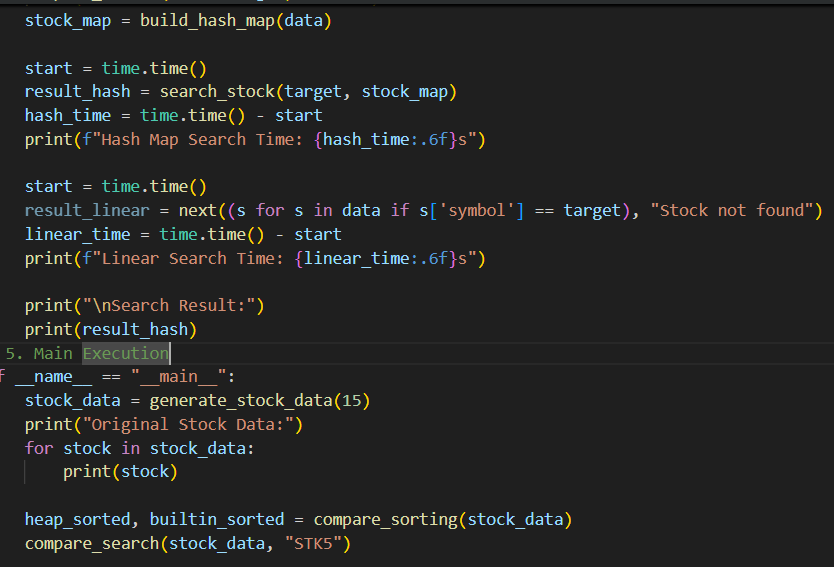 stock_map = build_hash_map(data)
start = time.time()
result_hash = search_stock(target, stock_map)
hash_time = time.time() - start
print(f"Hash Map Search Time: {hash_time:.6f}s")
start = time.time()
result_linear = next((s for s in data if s['symbol'] == target), "Stock not found")
linear_time = time.time() - start
print(f"Linear Search Time: {linear_time:.6f}s")
print("\nSearch Result:")
print(result_hash)
5. Main Execution
f __name__ == "__main__":
stock_data = generate_stock_data(15)
print("Original Stock Data:")
for stock in stock_data:
print(stock)
heap_sorted, builtin_sorted = compare_sorting(stock_data)
compare_search(stock_data, "STK5")